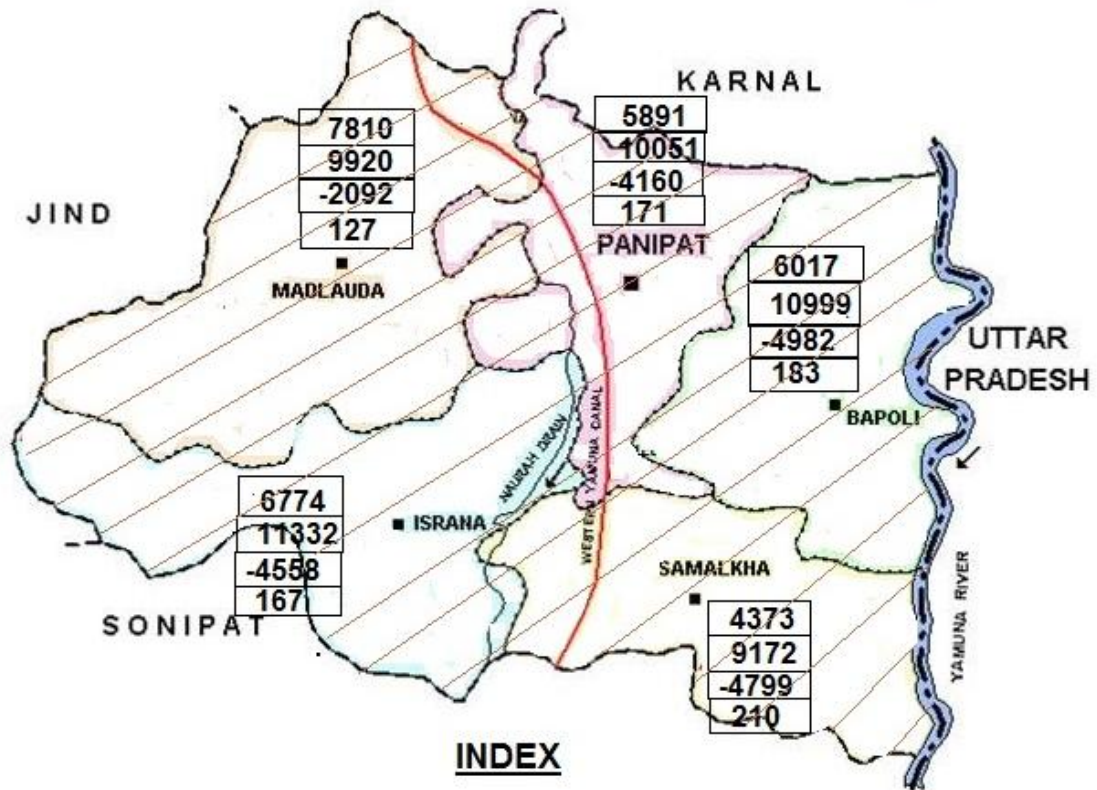 KARNAL
JIND
7810
9920
-2092
127
MADLAUDA
5891
10051
-4160
171
PANIPAT
6017
10999
-4982
183
BAPOLI
UTTAR
PRADESH
NAURAH DRAIN
WESTERN YAMUNA CANAL
6774
11332
-4558
167
ISRANA
SONIPAT
SAMALKHA
4373
9172
-4799
210
YAMUNA RIVER
INDEX